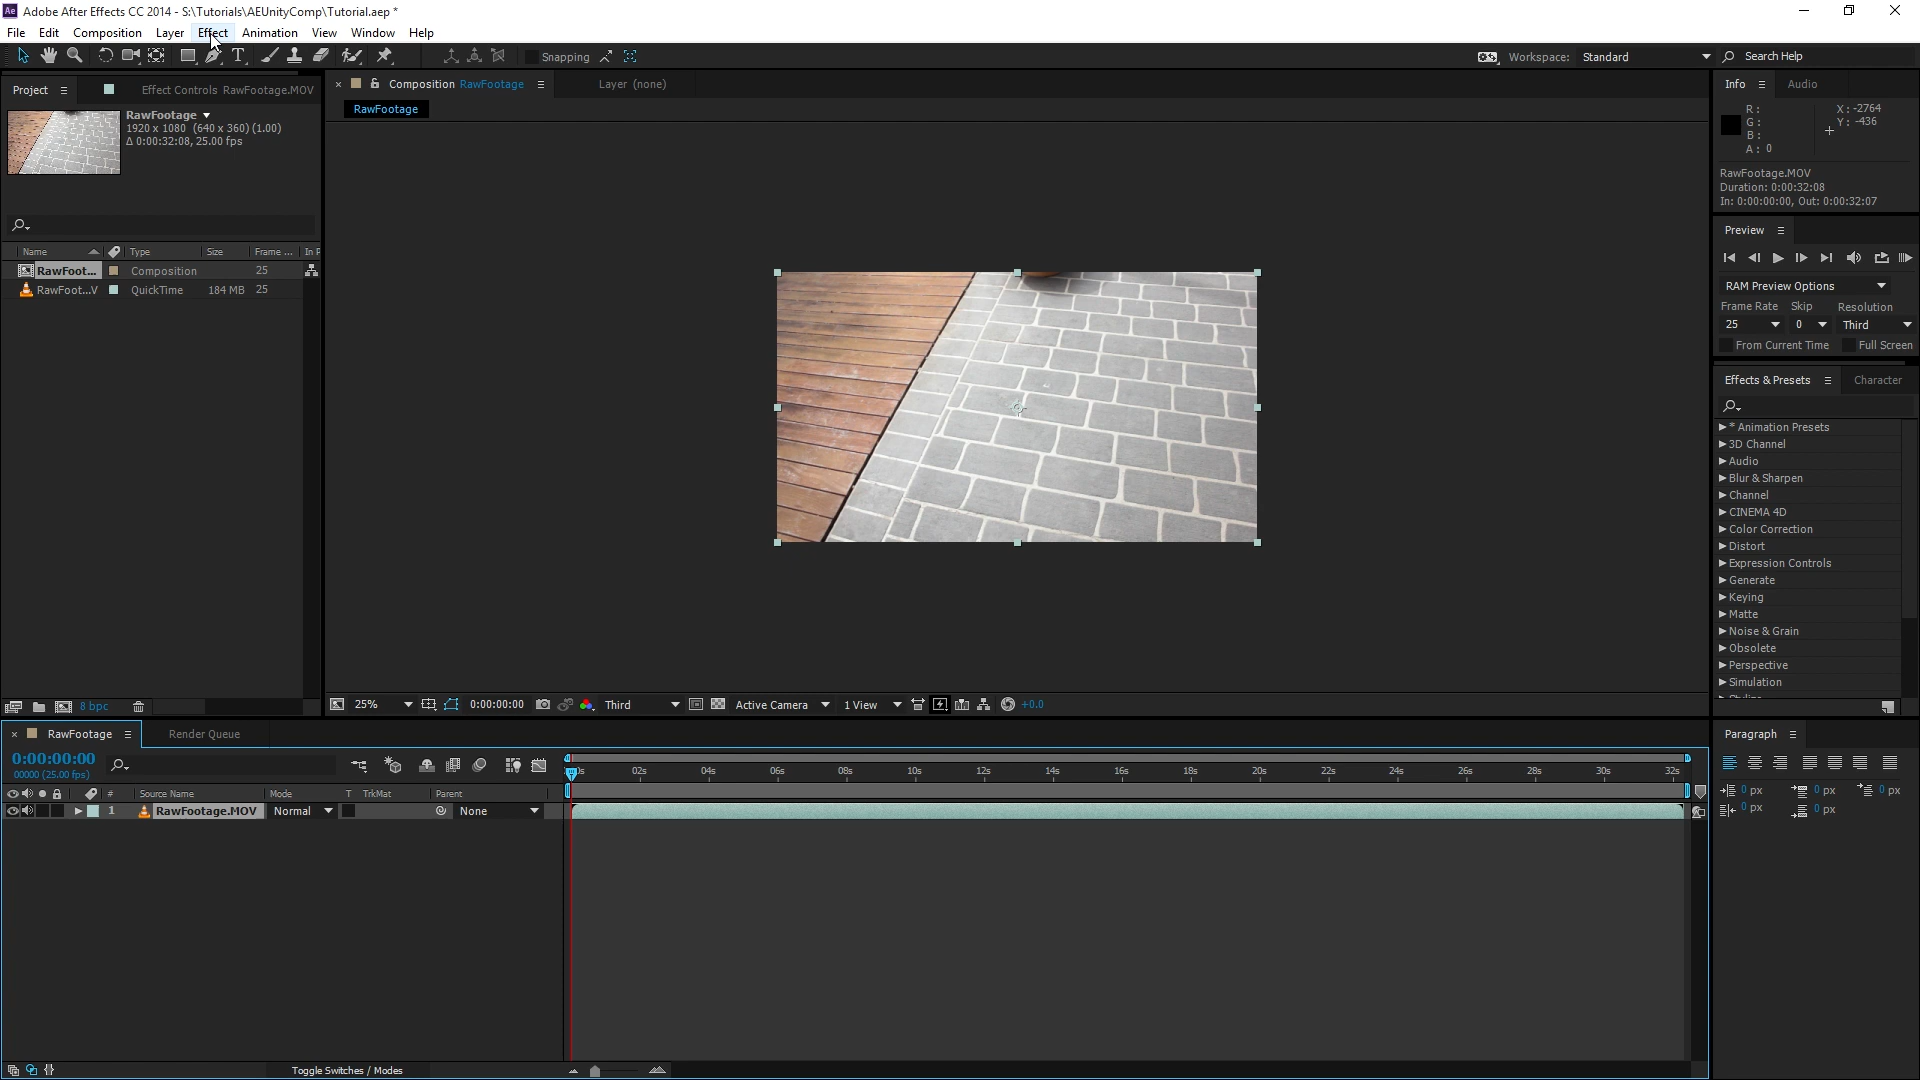 Ae Adobe After Effects CC 2014 - S:\Tutorials\AEUnityComp\Tutorial.aep *
File Edit Composition Layer Effect Animation View Window Help
T Snapping Workspace: Standard Search Help
Project Effect Controls RawFootage.MOV
RawFootage
1920 x 1080 (640 x 360) (1.00)
Δ 0:00:32:08, 25.00 fps
Name Type Size Frame ... In P
RawFoot... Composition 25
RawFoot...V QuickTime 184 MB 25
8 bpc
Composition RawFootage Layer (none)
RawFootage
25% 0:00:00:00 Third Active Camera 1 View +0.0
Info Audio
R: X: -2764
G: Y: -436
B:
A: 0
RawFootage.MOV
Duration: 0:00:32:08
In: 0:00:00:00, Out: 0:00:32:07
Preview
RAM Preview Options
Frame Rate Skip Resolution
25 0 Third
From Current Time Full Screen
Effects & Presets Character
* Animation Presets
3D Channel
Audio
Blur & Sharpen
Channel
CINEMA 4D
Color Correction
Distort
Expression Controls
Generate
Keying
Matte
Noise & Grain
Obsolete
Perspective
Simulation
RawFootage Render Queue
0:00:00:00
00000 (25.00 fps)
02s 04s 06s 08s 10s 12s 14s 16s 18s 20s 22s 24s 26s 28s 30s 32s
# Source Name Mode T TrkMat Parent
1 RawFootage.MOV Normal None
Toggle Switches / Modes
Paragraph
0 px 0 px 0 px
0 px 0 px